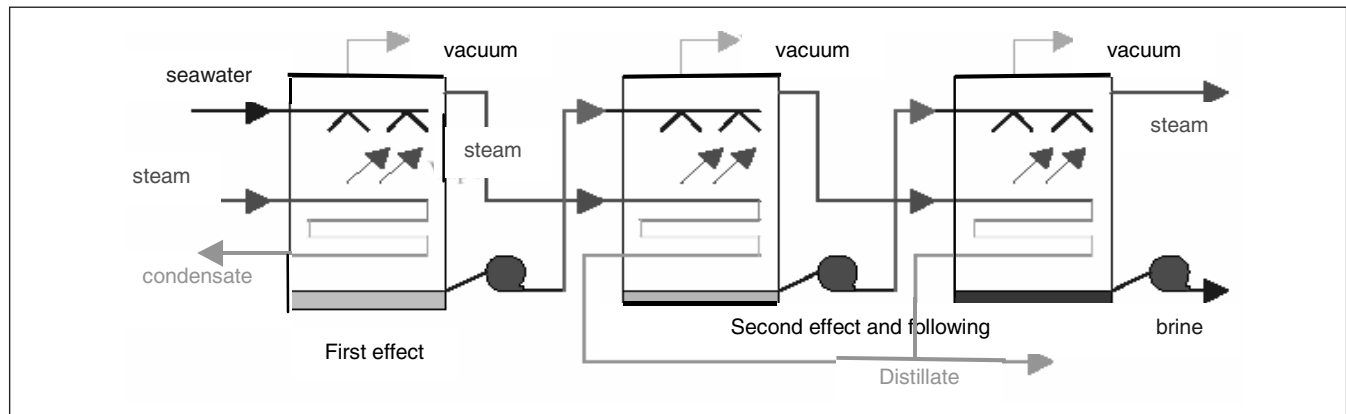 vacuum
vacuum
vacuum
seawater
steam
steam
steam
condensate
Second effect and following
brine
First effect
Distillate